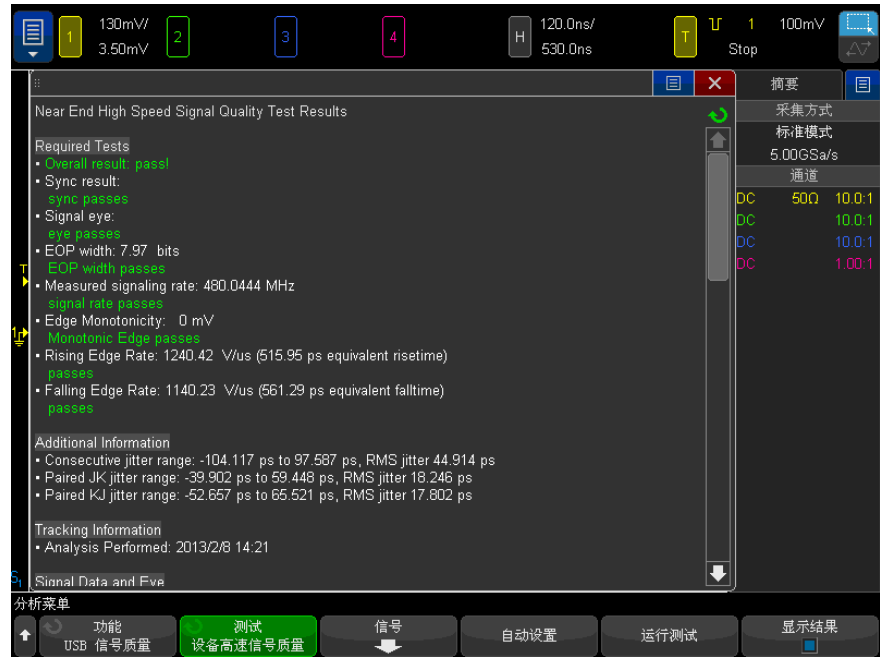 1 130mV/ 3.50mV 2 3 4 H 120.0ns/ 530.0ns T 1 100mV Stop
Near End High Speed Signal Quality Test Results
Required Tests
▪ Overall result: pass!
▪ Sync result:
sync passes
▪ Signal eye:
eye passes
▪ EOP width: 7.97 bits
EOP width passes
▪ Measured signaling rate: 480.0444 MHz
signal rate passes
▪ Edge Monotonicity: 0 mV
Monotonic Edge passes
▪ Rising Edge Rate: 1240.42 V/us (515.95 ps equivalent risetime)
passes
▪ Falling Edge Rate: 1140.23 V/us (561.29 ps equivalent falltime)
passes
Additional Information
▪ Consecutive jitter range: -104.117 ps to 97.587 ps, RMS jitter 44.914 ps
▪ Paired JK jitter range: -39.902 ps to 59.448 ps, RMS jitter 18.246 ps
▪ Paired KJ jitter range: -52.657 ps to 65.521 ps, RMS jitter 17.802 ps
Tracking Information
▪ Analysis Performed: 2013/2/8 14:21
Signal Data and Eye
T
1
S1
摘要
采集方式
标准模式
5.00GSa/s
通道
DC 50Ω 10.0:1
DC 10.0:1
DC 10.0:1
DC 1.00:1
分析菜单
功能
USB 信号质量
测试
设备高速信号质量
信号
自动设置
运行测试
显示结果